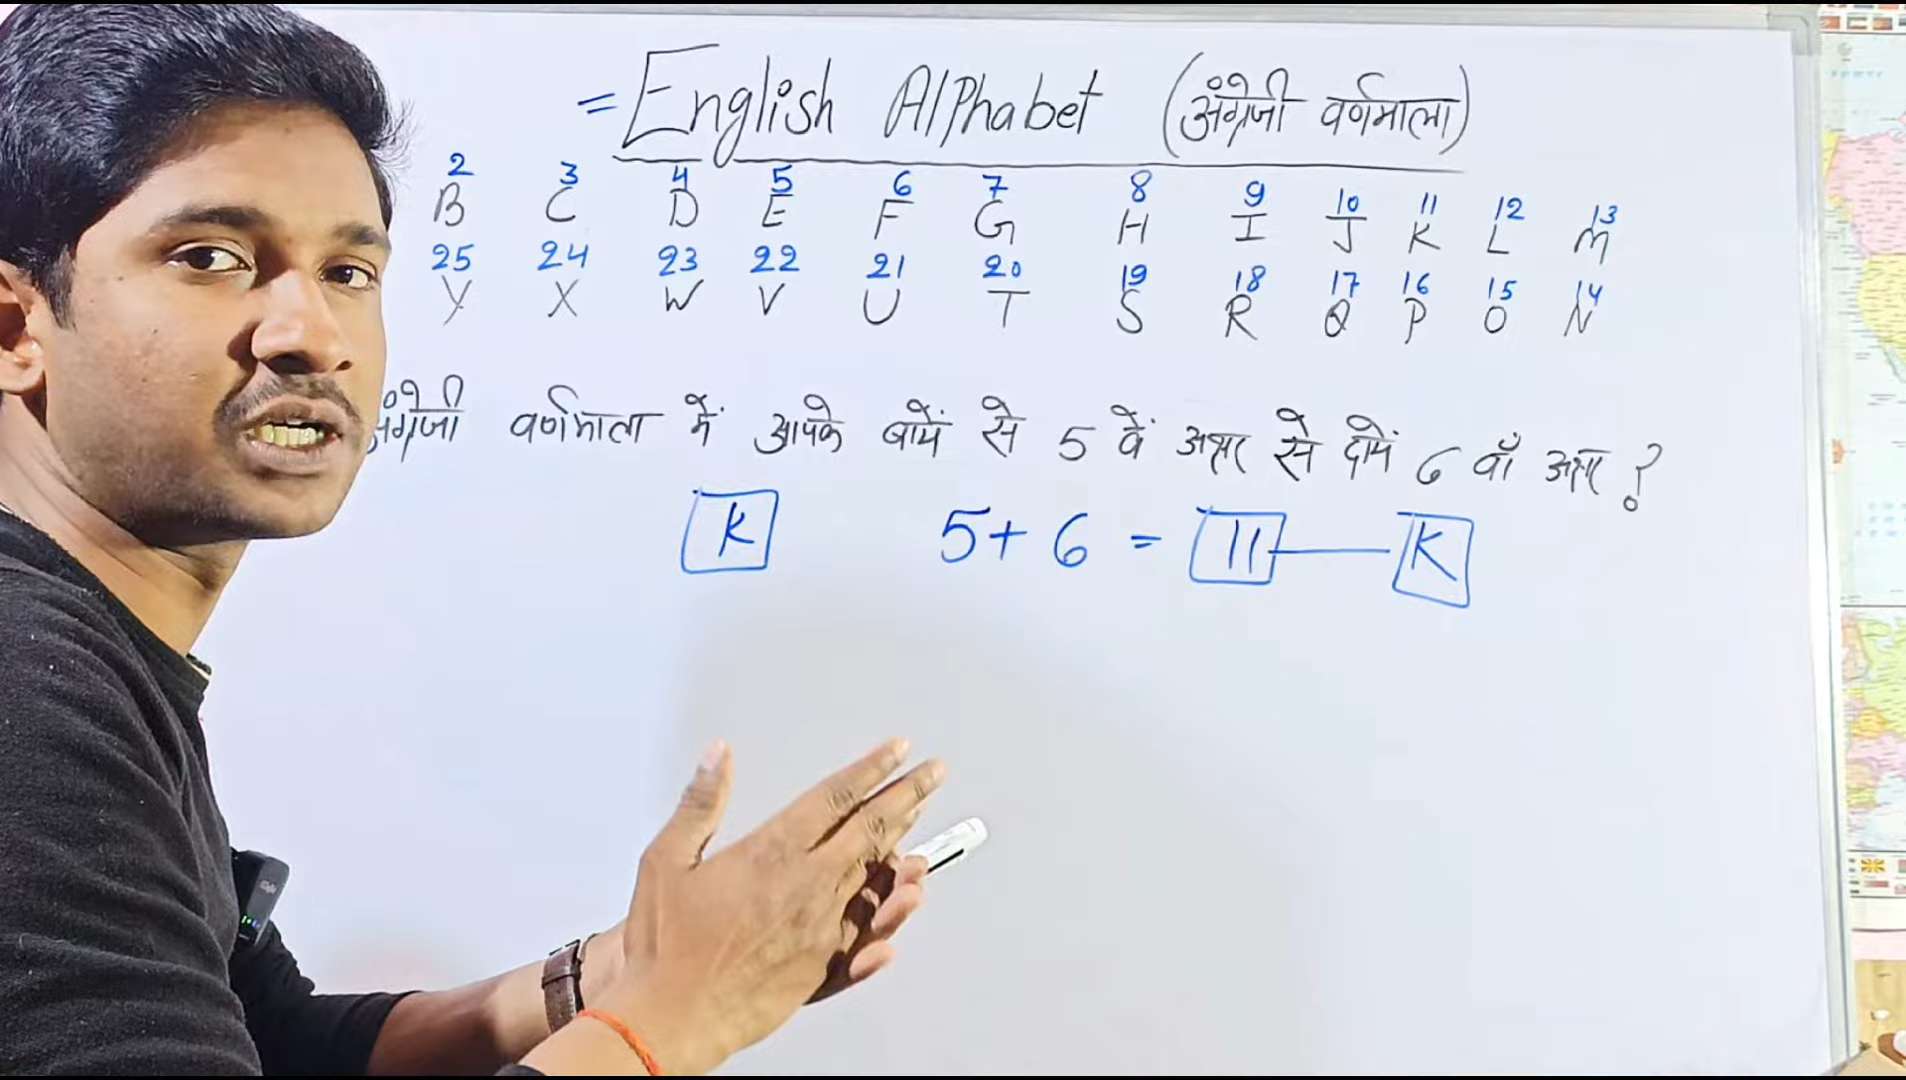 = English Alphabet (अंग्रेजी वर्णमाला)
2 3 4 5 6 7 8 9 10 11 12 13
B C D E F G H I J K L M
25 24 23 22 21 20 19 18 17 16 15 14
Y X W V U T S R Q P O N
अंग्रेजी वर्णमाला में आपके बायें से 5 वें अक्षर से दायें 6 वाँ अक्षर ?
K 5 + 6 = 11 — K